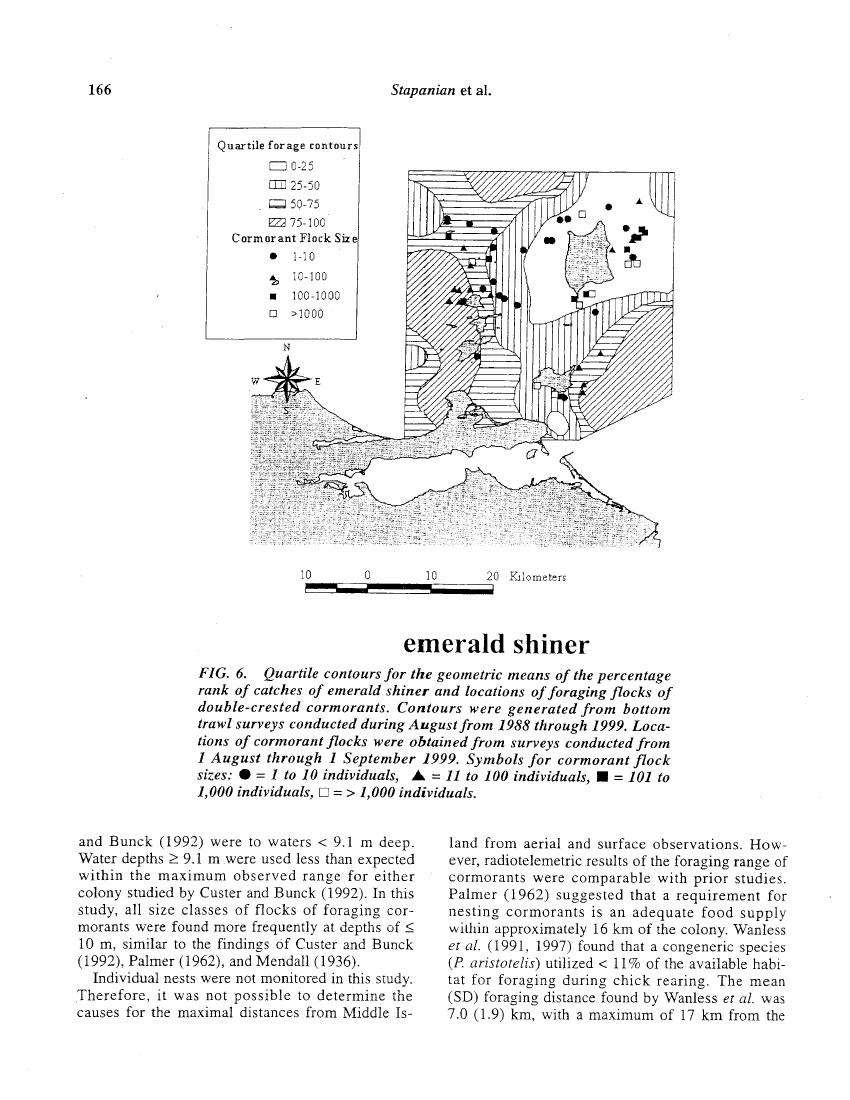 166
Stapanian et al.
Quartile forage contours
0-25
25-50
50-75
75-100
Cormorant Flock Size
1-10
10-100
100-1000
>1000
N
W
E
S
10 0 10 20 Kilometers
emerald shiner
FIG. 6. Quartile contours for the geometric means of the percentage
rank of catches of emerald shiner and locations of foraging flocks of
double-crested cormorants. Contours were generated from bottom
trawl surveys conducted during August from 1988 through 1999. Loca-
tions of cormorant flocks were obtained from surveys conducted from
1 August through 1 September 1999. Symbols for cormorant flock
sizes: ● = 1 to 10 individuals, ▲ = 11 to 100 individuals, ■ = 101 to
1,000 individuals, □ = > 1,000 individuals.
and Bunck (1992) were to waters < 9.1 m deep.
Water depths ≥ 9.1 m were used less than expected
within the maximum observed range for either
colony studied by Custer and Bunck (1992). In this
study, all size classes of flocks of foraging cor-
morants were found more frequently at depths of ≤
10 m, similar to the findings of Custer and Bunck
(1992), Palmer (1962), and Mendall (1936).
Individual nests were not monitored in this study.
Therefore, it was not possible to determine the
causes for the maximal distances from Middle Is-
land from aerial and surface observations. How-
ever, radiotelemetric results of the foraging range of
cormorants were comparable with prior studies.
Palmer (1962) suggested that a requirement for
nesting cormorants is an adequate food supply
within approximately 16 km of the colony. Wanless
et al. (1991, 1997) found that a congeneric species
(P. aristotelis) utilized < 11% of the available habi-
tat for foraging during chick rearing. The mean
(SD) foraging distance found by Wanless et al. was
7.0 (1.9) km, with a maximum of 17 km from the